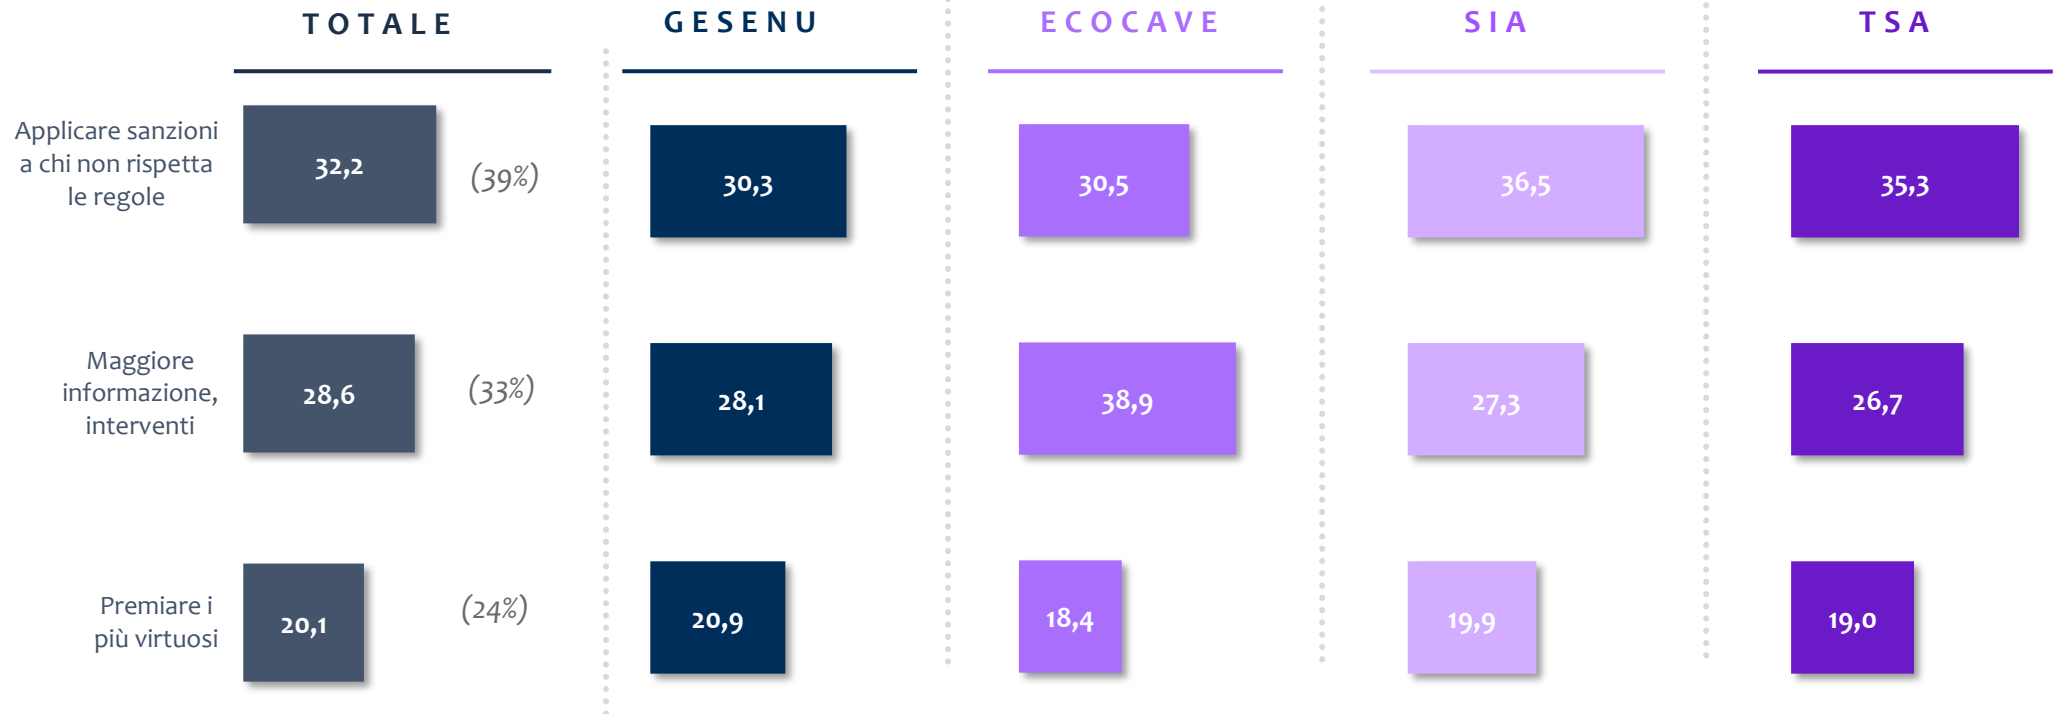 TOTALE GESENU ECOCAVE SIA TSA
Applicare sanzioni
a chi non rispetta
le regole
32,2 (39%) 30,3 30,5 36,5 35,3
Maggiore
informazione,
interventi
28,6 (33%) 28,1 38,9 27,3 26,7
Premiare i
più virtuosi
20,1 (24%) 20,9 18,4 19,9 19,0